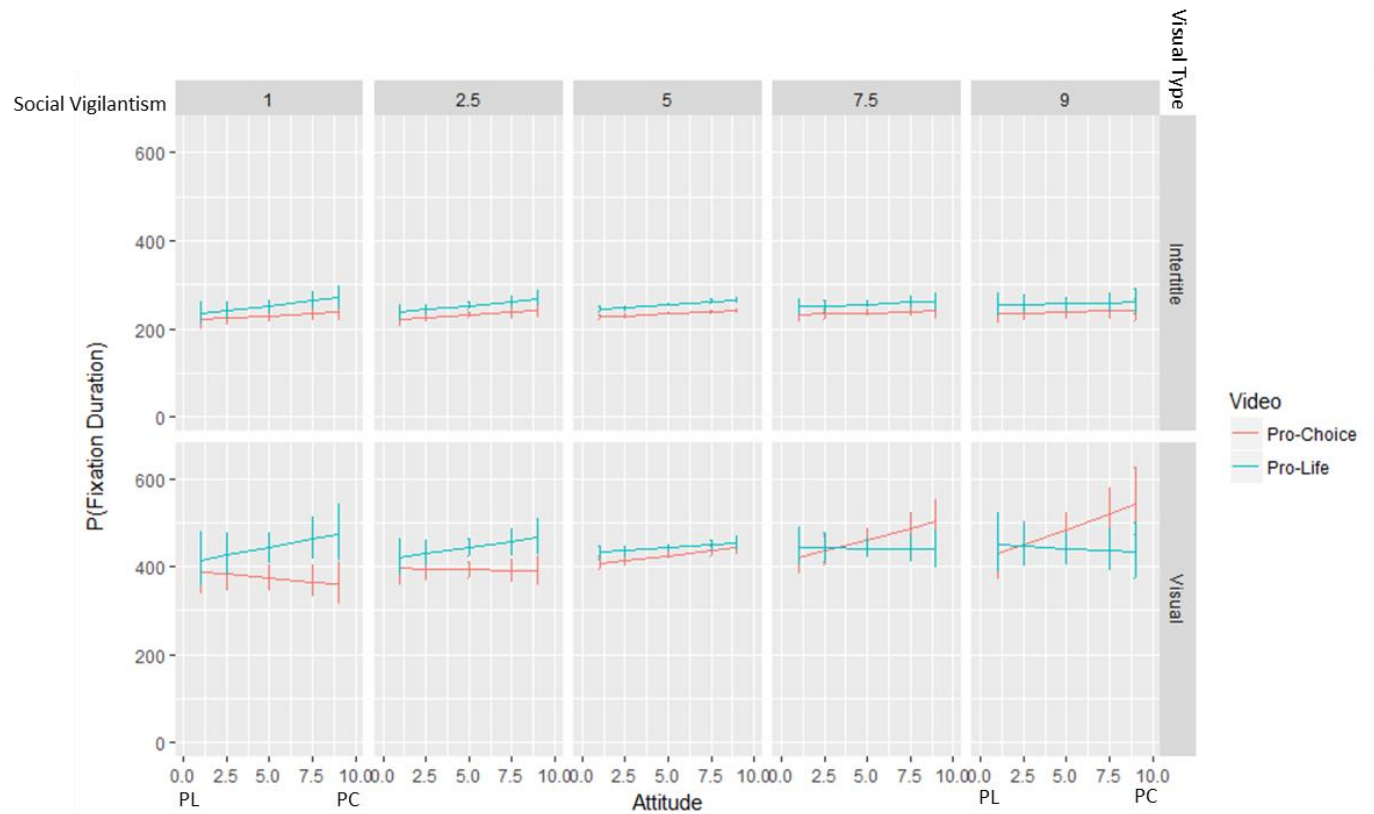 Visual Type
Social Vigilantism
1 2.5 5 7.5 9
600
400
200
0
Intertitle
600
400
200
0
Visual
P(Fixation Duration)
0.0 2.5 5.0 7.5 10.0 0.0 2.5 5.0 7.5 10.0 0.0 2.5 5.0 7.5 10.0 0.0 2.5 5.0 7.5 10.0 0.0 2.5 5.0 7.5 10.0
PL PC PL PC
Attitude
Video
Pro-Choice
Pro-Life